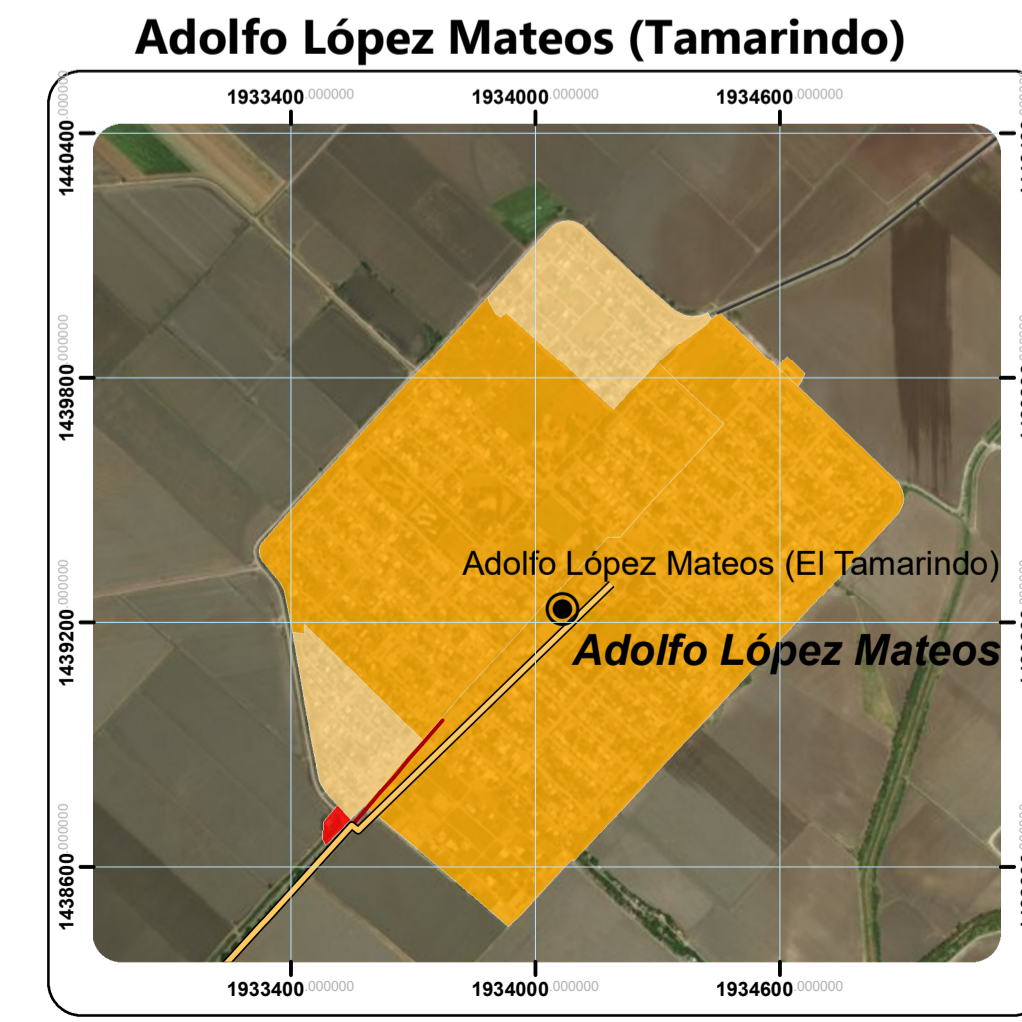 Adolfo López Mateos (Tamarindo)
1933400.000000 1934000.000000 1934600.000000
1440400.000000
1439800.000000
Adolfo López Mateos (El Tamarindo)
1439200.000000
Adolfo López Mateos
1438600.000000
1933400.000000 1934000.000000 1934600.000000